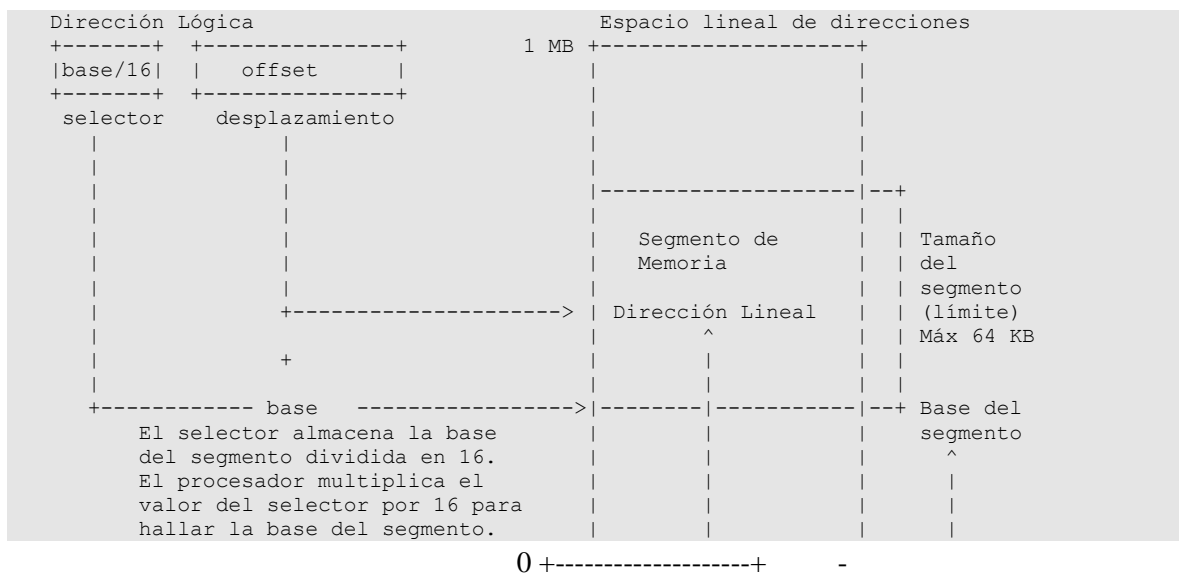 Dirección Lógica                               Espacio lineal de direcciones
+-------+  +---------------+          1 MB +--------------------+
|base/16|  |    offset     |               |                    |
+-------+  +---------------+               |                    |
 selector    desplazamiento                |                    |
    |                |                     |                    |
    |                |                     |                    |
    |                |                     |--------------------|--+
    |                |                     |                    |  |
    |                |                     |   Segmento de      |  | Tamaño
    |                |                     |   Memoria          |  | del
    |                |                     |                    |  | segmento
    |                +-------------------> | Dirección Lineal   |  | (límite)
    |                                      |        ^           |  | Máx 64 KB
    |                +                     |        |           |  |
    |                                      |        |           |  |
    +------------ base   ----------------->|--------|-----------|--+ Base del
        El selector almacena la base       |        |           |    segmento
        del segmento dividida en 16.       |        |           |      ^
        El procesador multiplica el        |        |           |      |
        valor del selector por 16 para     |        |           |      |
        hallar la base del segmento.       |        |           |      |
0 +--------------------+        -